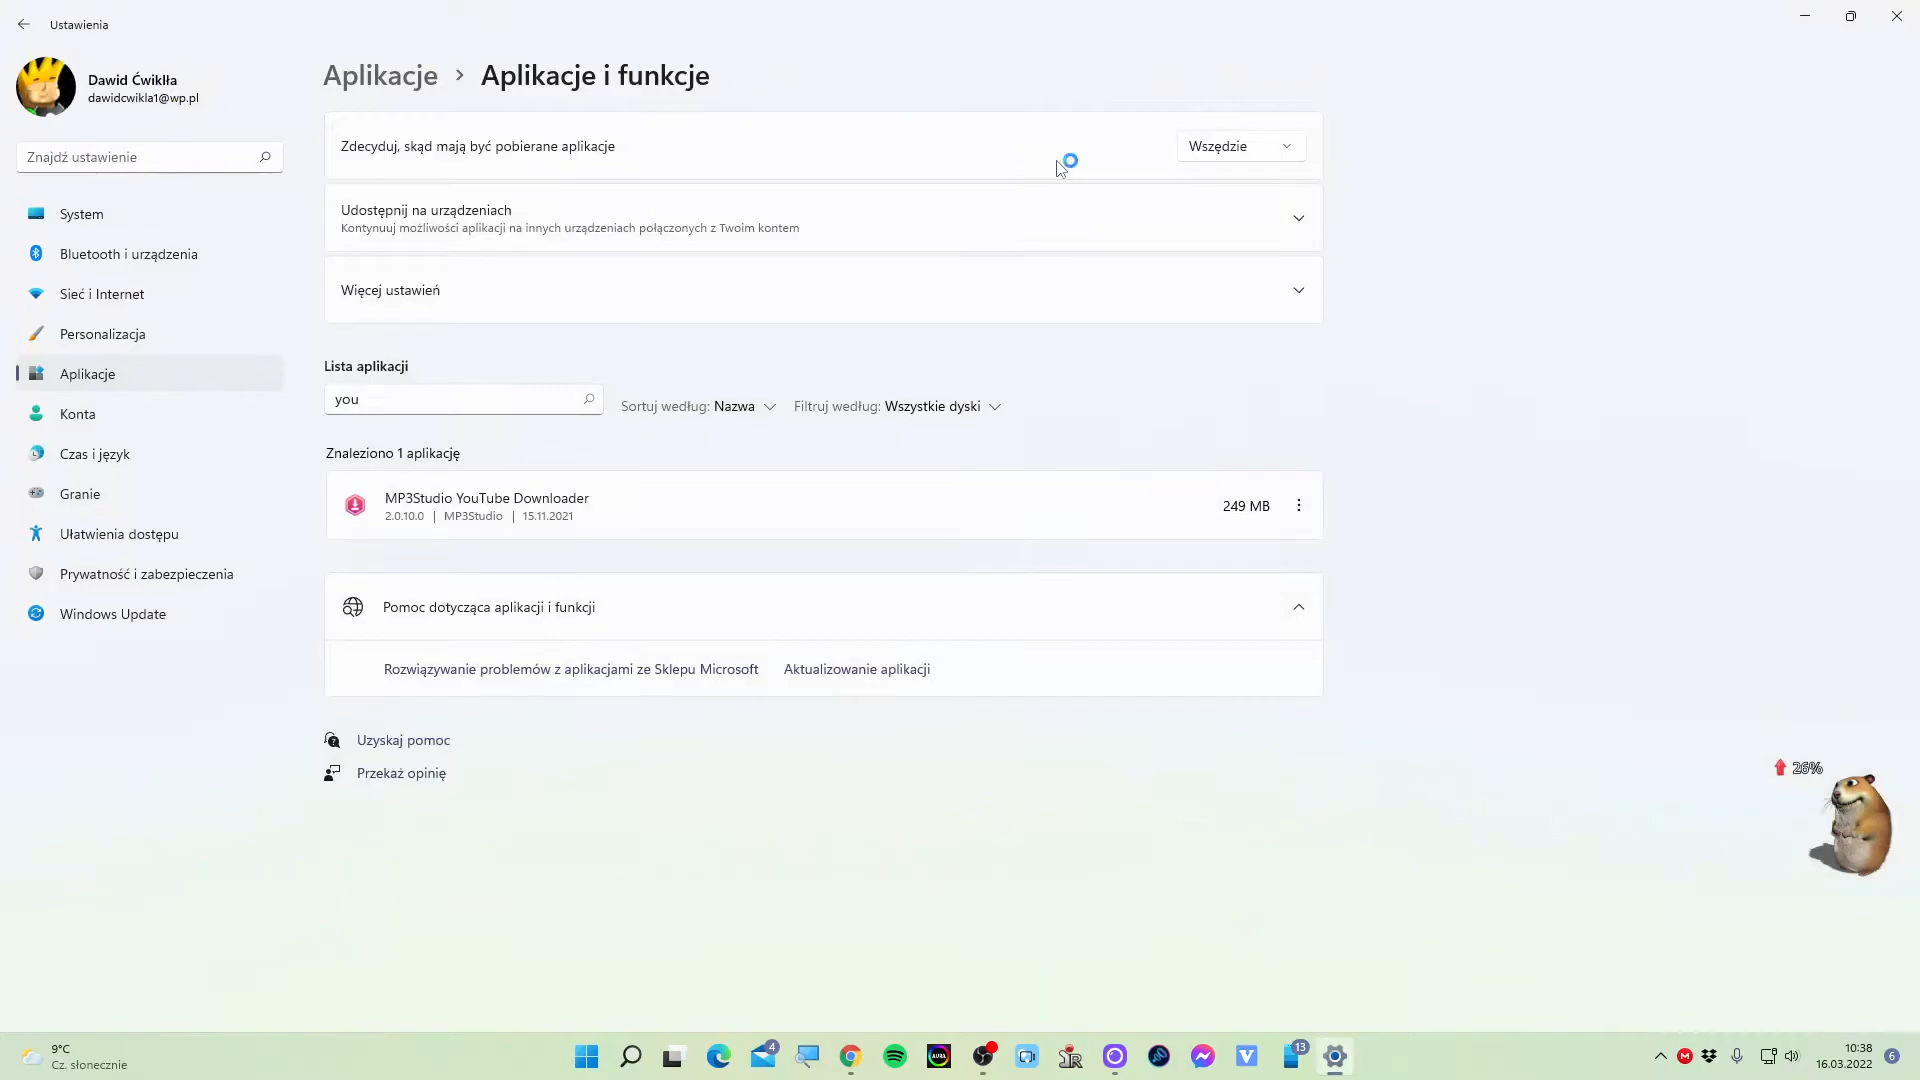 Ustawienia
Dawid Ćwiklła
dawidcwikla1@wp.pl
Znajdź ustawienie
System
Bluetooth i urządzenia
Sieć i Internet
Personalizacja
Aplikacje
Konta
Czas i język
Granie
Ułatwienia dostępu
Prywatność i zabezpieczenia
Windows Update
Aplikacje > Aplikacje i funkcje
Zdecyduj, skąd mają być pobierane aplikacje
Wszędzie
Udostępnij na urządzeniach
Kontynuuj możliwości aplikacji na innych urządzeniach połączonych z Twoim kontem
Więcej ustawień
Lista aplikacji
you
Sortuj według: Nazwa
Filtruj według: Wszystkie dyski
Znaleziono 1 aplikację
MP3Studio YouTube Downloader
2.0.10.0 | MP3Studio | 15.11.2021
249 MB
Pomoc dotycząca aplikacji i funkcji
Rozwiązywanie problemów z aplikacjami ze Sklepu Microsoft
Aktualizowanie aplikacji
Uzyskaj pomoc
Przekaż opinię
26%
9°C
Cz. słonecznie
4
AURA
13
10:38
16.03.2022
6